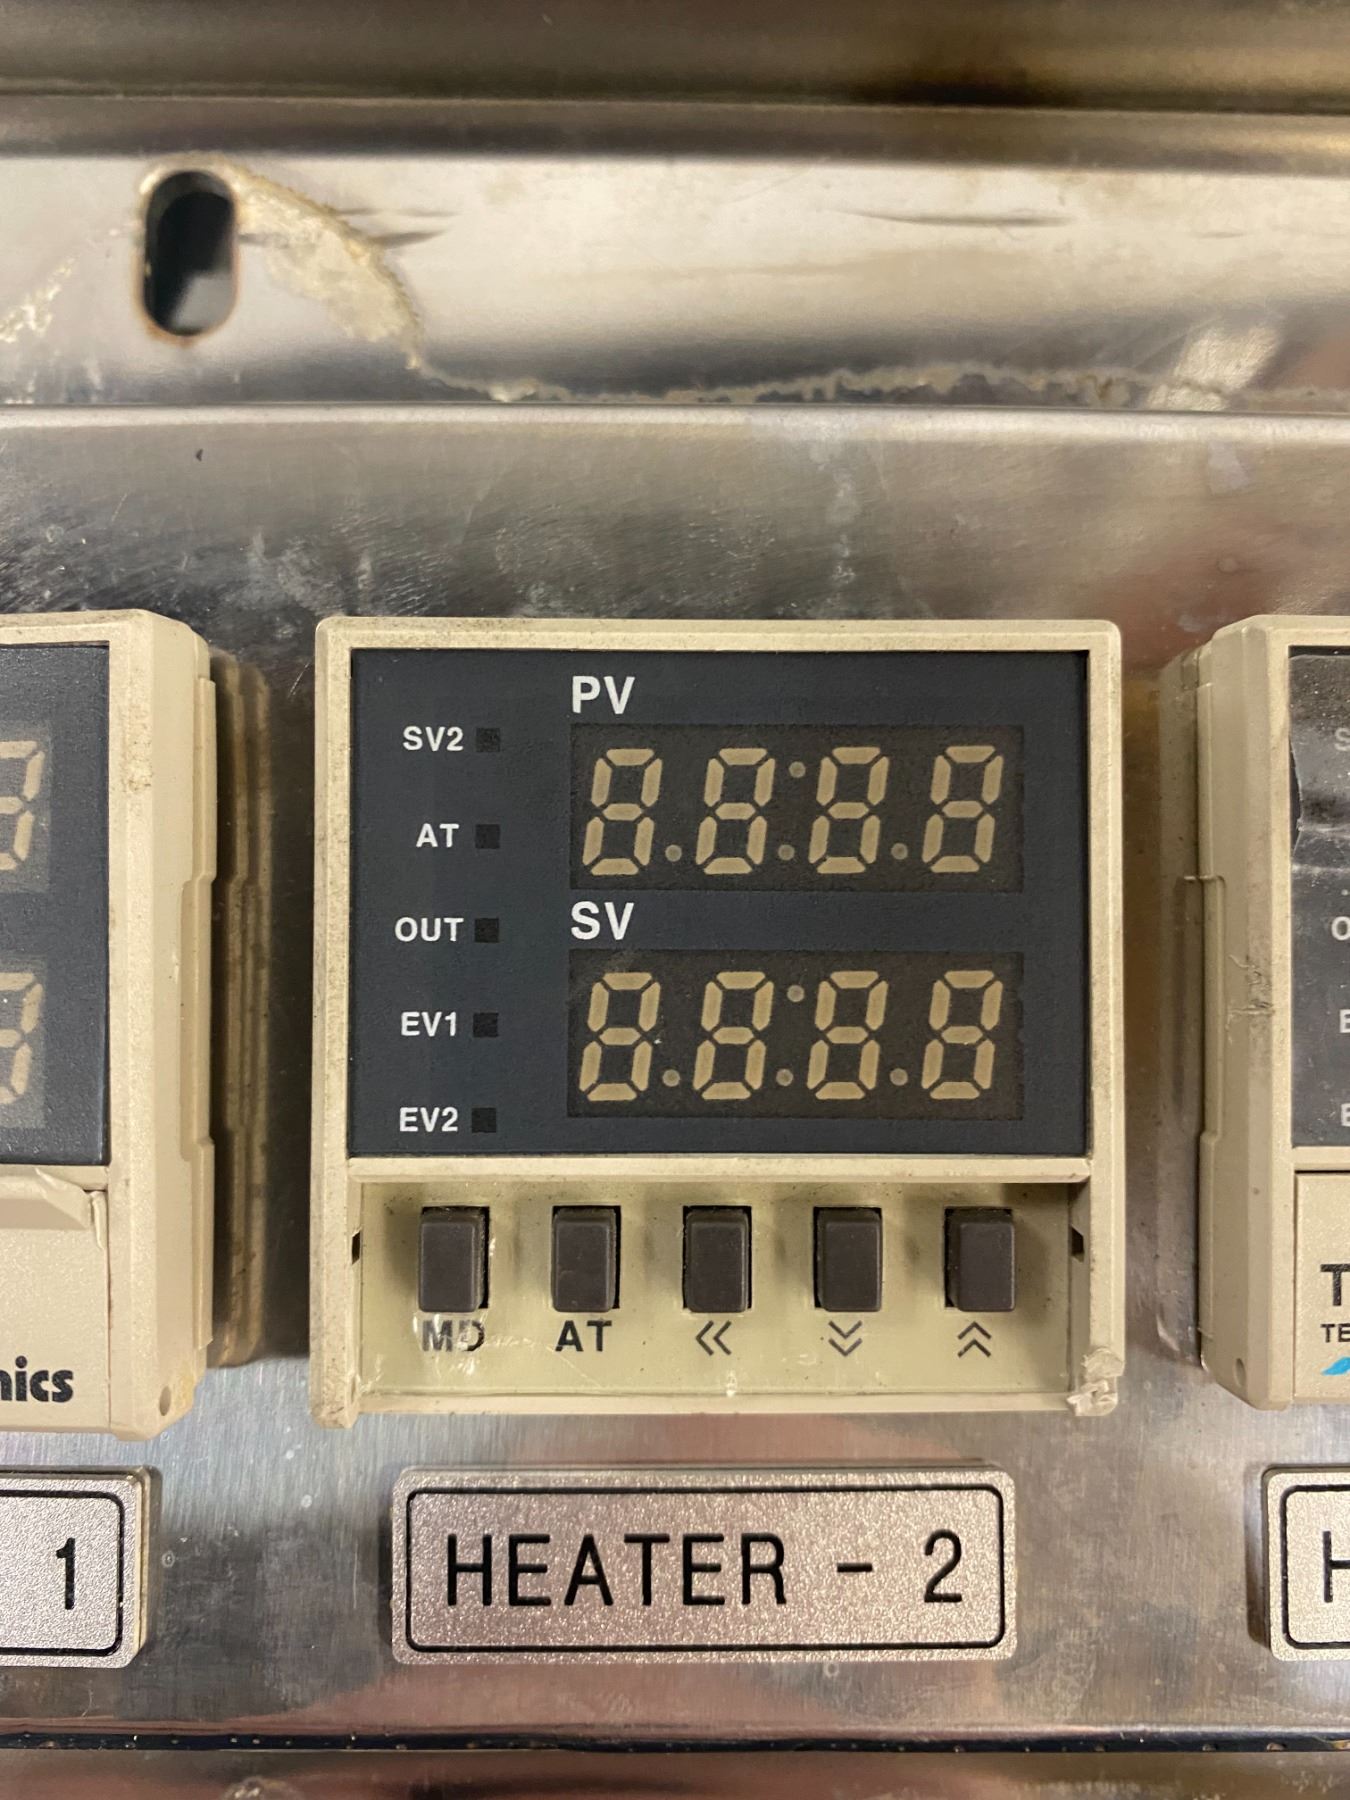 PV
SV2
AT
OUT
SV
EV1
EV2
MD AT « 
nics
1
HEATER - 2